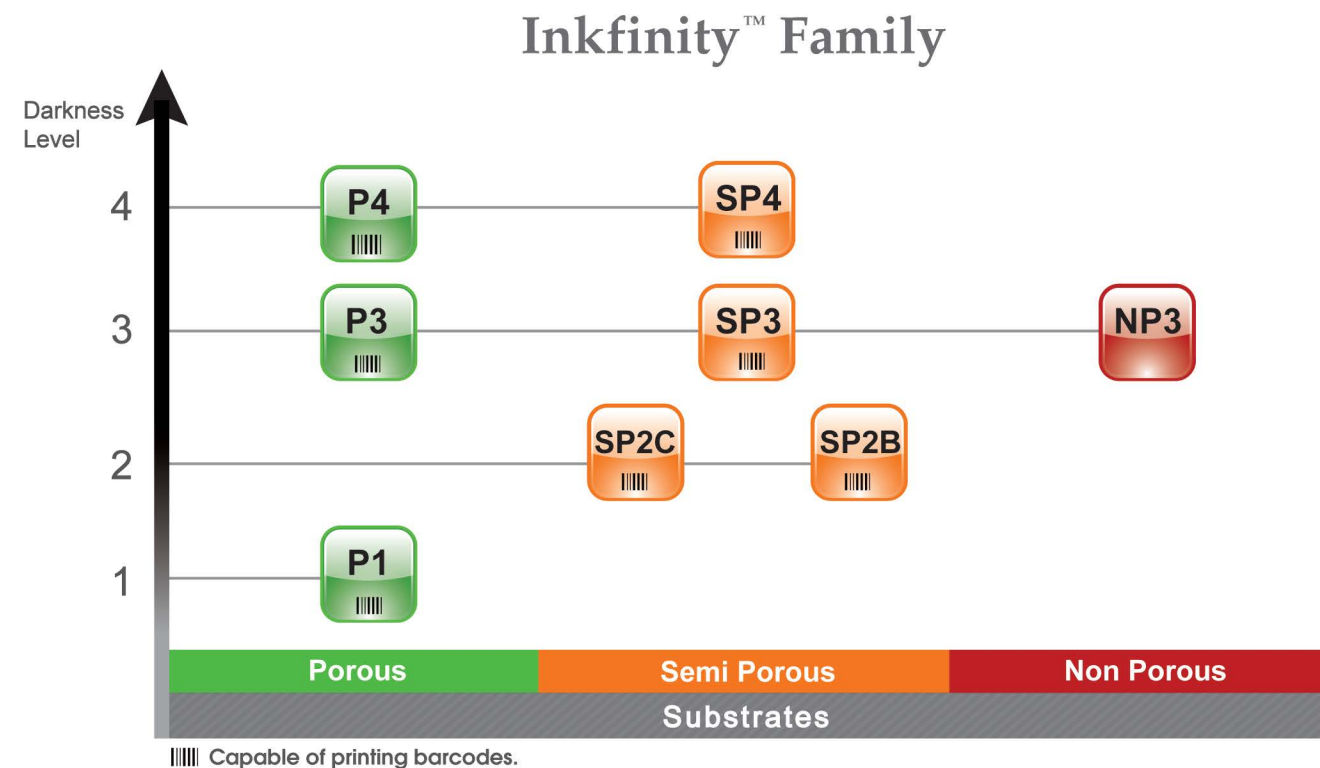 Inkfinity™ Family
Darkness
Level
4
P4
SP4
3
P3
SP3
NP3
2
SP2C
SP2B
1
P1
Porous
Semi Porous
Non Porous
Substrates
Capable of printing barcodes.